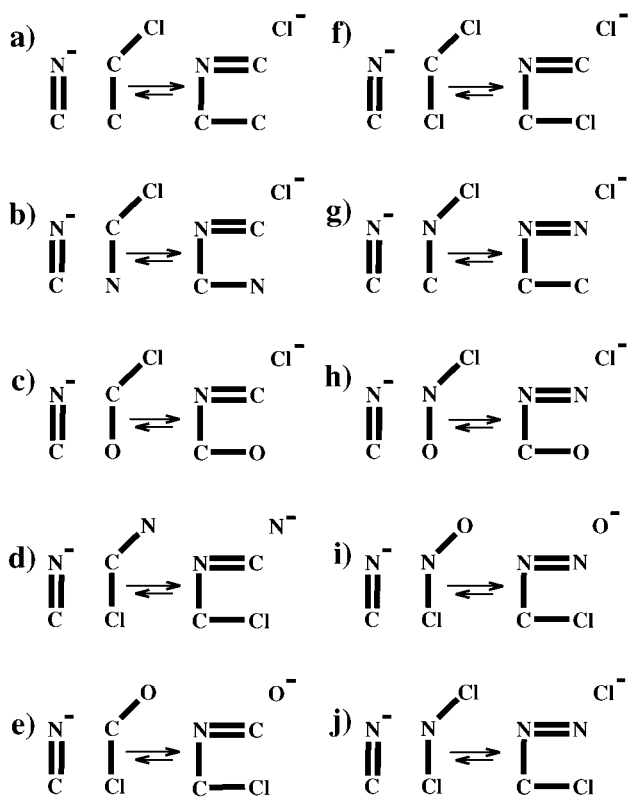 a) Cl Cl⁻
N⁻ C N C
C C C C
b) Cl Cl⁻
N⁻ C N C
C N C N
c) Cl Cl⁻
N⁻ C N C
C O C O
d) N N⁻
N⁻ C N C
C Cl C Cl
e) O O⁻
N⁻ C N C
C Cl C Cl
f) Cl Cl⁻
N⁻ C N C
C Cl C Cl
g) Cl Cl⁻
N⁻ N N N
C C C C
h) Cl Cl⁻
N⁻ N N N
C O C O
i) O O⁻
N⁻ N N N
C Cl C Cl
j) Cl Cl⁻
N⁻ N N N
C Cl C Cl